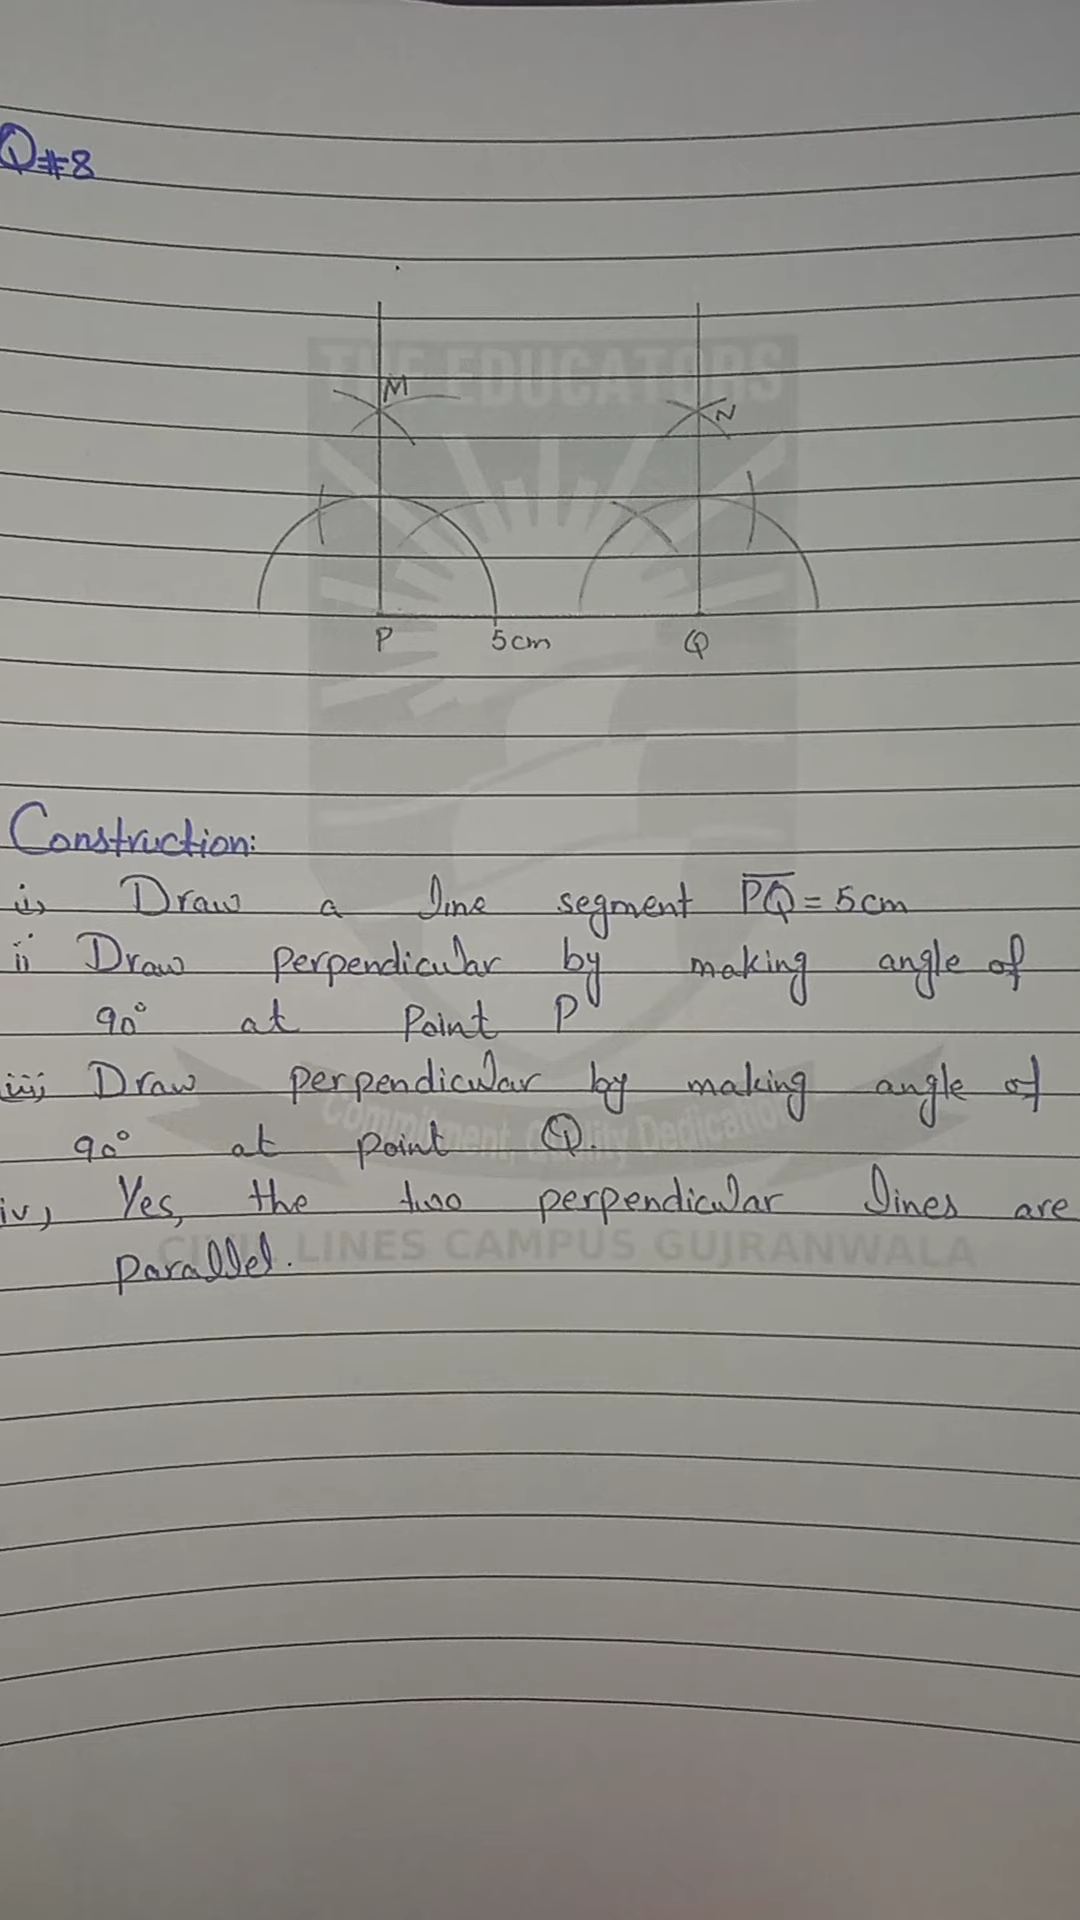 Q#8
THE EDUCATORS
M
N
P 5cm Q
Construction:
i, Draw a line segment PQ = 5cm
ii Draw perpendicular by making angle of
90° at Point P
iii, Draw perpendicular by making angle of
90° at point Q.
Commitment, Quality Dedication
iv, Yes, the two perpendicular lines are
parallel.
LINES CAMPUS GUJRANWALA